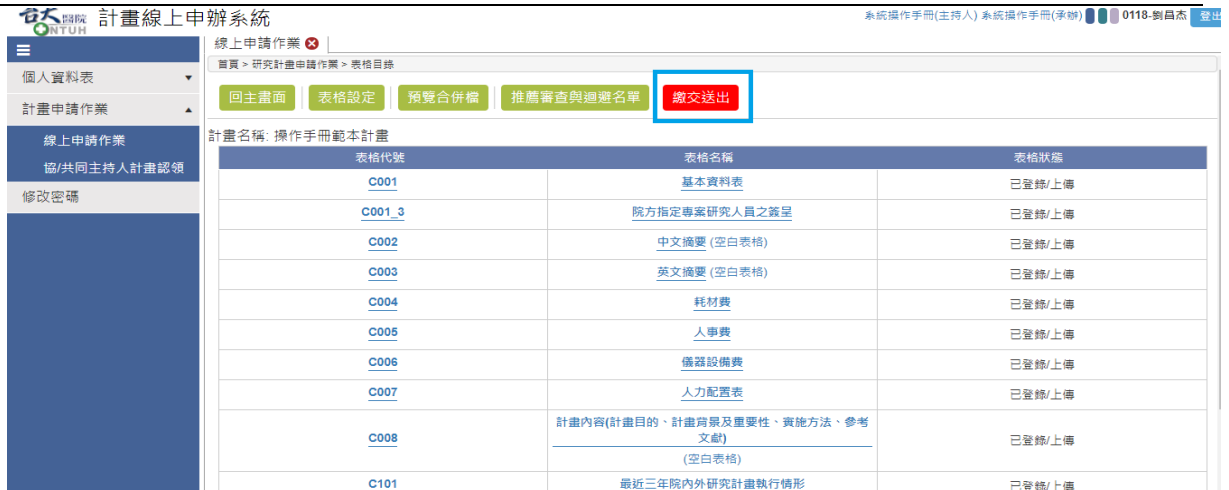 台大醫院 NTUH 計畫線上申辦系統
系統操作手冊(主持人) 系統操作手冊(承辦) 0118-劉昌杰 登出
線上申請作業
首頁 > 研究計畫申請作業 > 表格目錄
個人資料表
計畫申請作業
線上申請作業
協/共同主持人計畫認領
修改密碼
回主畫面 表格設定 預覽合併檔 推薦審查與迴避名單 繳交送出
計畫名稱: 操作手冊範本計畫
表格代號 表格名稱 表格狀態
C001 基本資料表 已登錄/上傳
C001_3 院方指定專案研究人員之簽呈 已登錄/上傳
C002 中文摘要 (空白表格) 已登錄/上傳
C003 英文摘要 (空白表格) 已登錄/上傳
C004 耗材費 已登錄/上傳
C005 人事費 已登錄/上傳
C006 儀器設備費 已登錄/上傳
C007 人力配置表 已登錄/上傳
C008 計畫內容(計畫目的、計畫背景及重要性、實施方法、參考
文獻) 已登錄/上傳
(空白表格)
C101 最近三年院內外研究計畫執行情形 已登錄/上傳